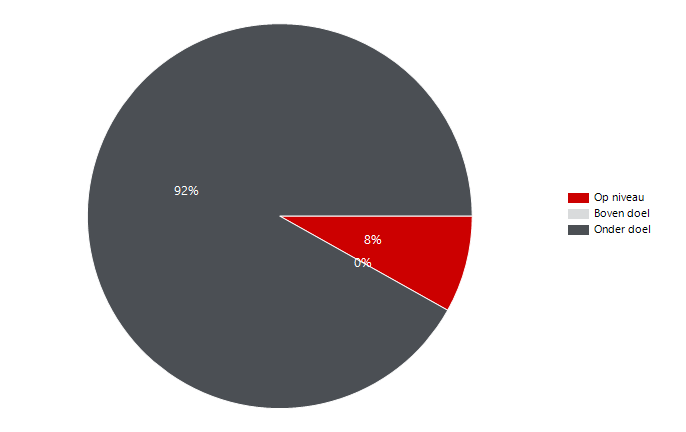 92%
8%
0%
Op niveau
Boven doel
Onder doel